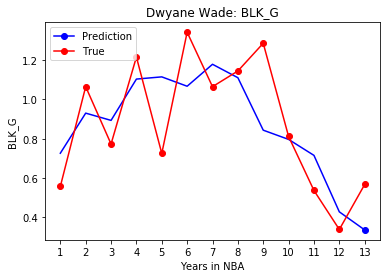 Dwyane Wade: BLK_G
Prediction
True
BLK_G
1.2
1.0
0.8
0.6
0.4
1 2 3 4 5 6 7 8 9 10 11 12 13
Years in NBA